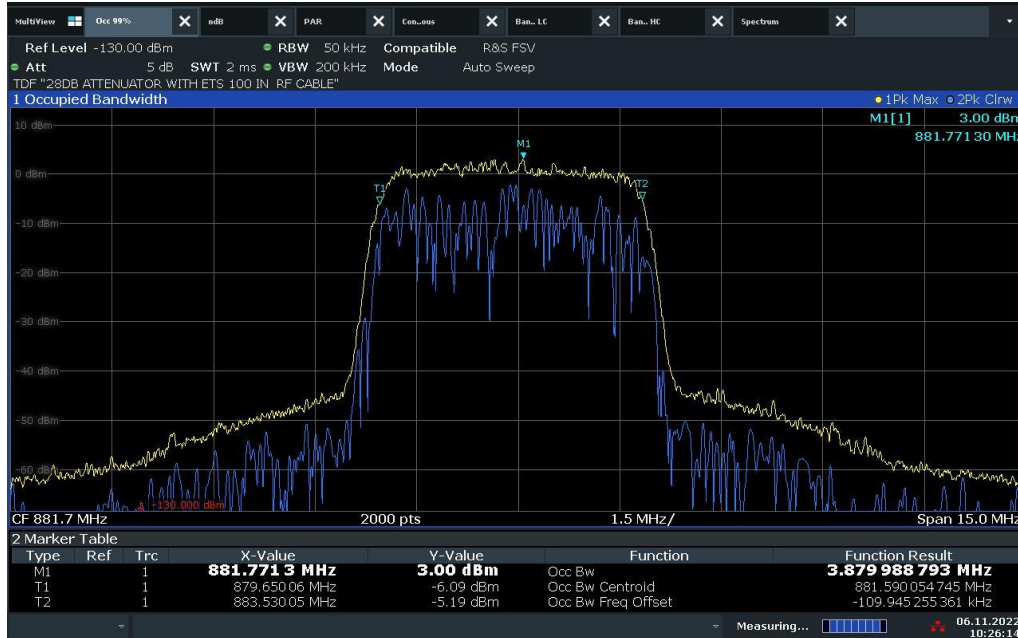 MultiView Occ 99% ndB PAR Con..ous Ban.. LC Ban.. HC Spectrum
Ref Level -130.00 dBm RBW 50 kHz Compatible R&S FSV
Att 5 dB SWT 2 ms VBW 200 kHz Mode Auto Sweep
TDF "28DB ATTENUATOR WITH ETS 100 IN RF CABLE"
1 Occupied Bandwidth 1Pk Max 2Pk Clrw
M1[1] 3.00 dBm
881.771 30 MHz
10 dBm
M1
0 dBm
T1 T2
-10 dBm
-20 dBm
-30 dBm
-40 dBm
-50 dBm
-60 dBm
-130.000 dBm
CF 881.7 MHz 2000 pts 1.5 MHz/ Span 15.0 MHz
2 Marker Table
Type Ref Trc X-Value Y-Value Function Function Result
M1 1 881.771 3 MHz 3.00 dBm Occ Bw 3.879 988 793 MHz
T1 1 879.650 06 MHz -6.09 dBm Occ Bw Centroid 881.590 054 745 MHz
T2 1 883.530 05 MHz -5.19 dBm Occ Bw Freq Offset -109.945 255 361 kHz
Measuring... 06.11.2022
10:26:14